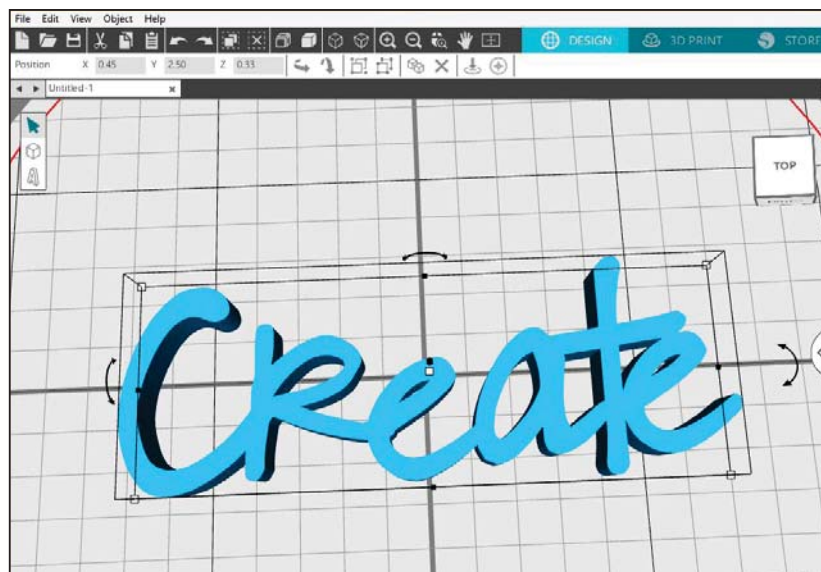 File Edit View Object Help
DESIGN 3D PRINT STORE
Position X 0.45 Y 2.50 Z 0.33
Untitled-1
TOP
Create